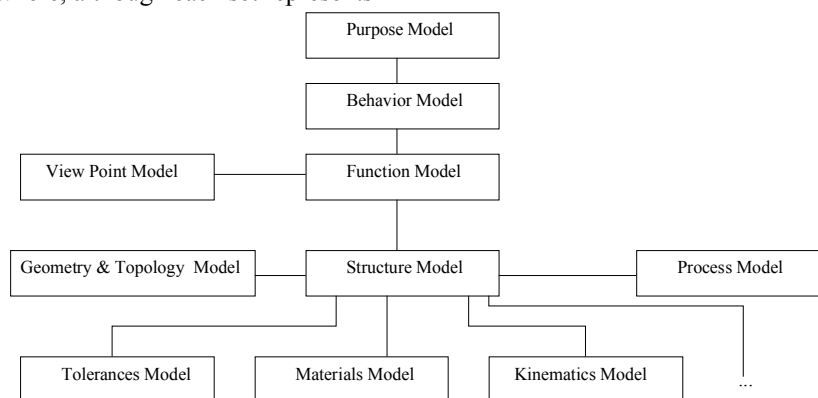 Purpose Model
Behavior Model
View Point Model
Function Model
Geometry & Topology Model
Structure Model
Process Model
Tolerances Model
Materials Model
Kinematics Model
...